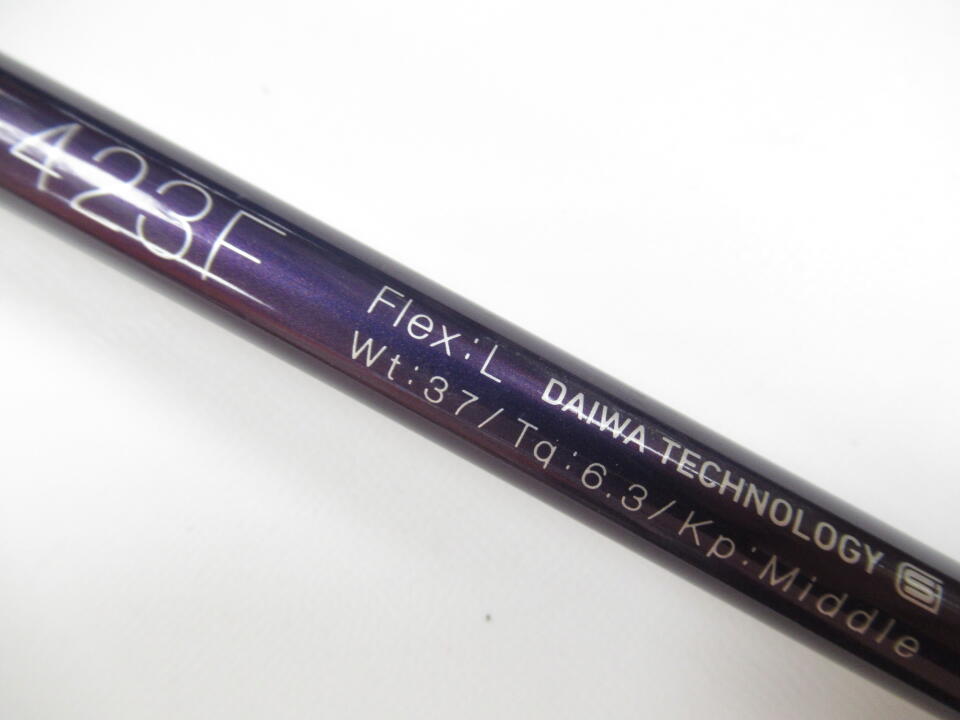 423F
Flex:L
Wt:37/Tq:6.3/Kp:Middle
DAIWA TECHNOLOGY